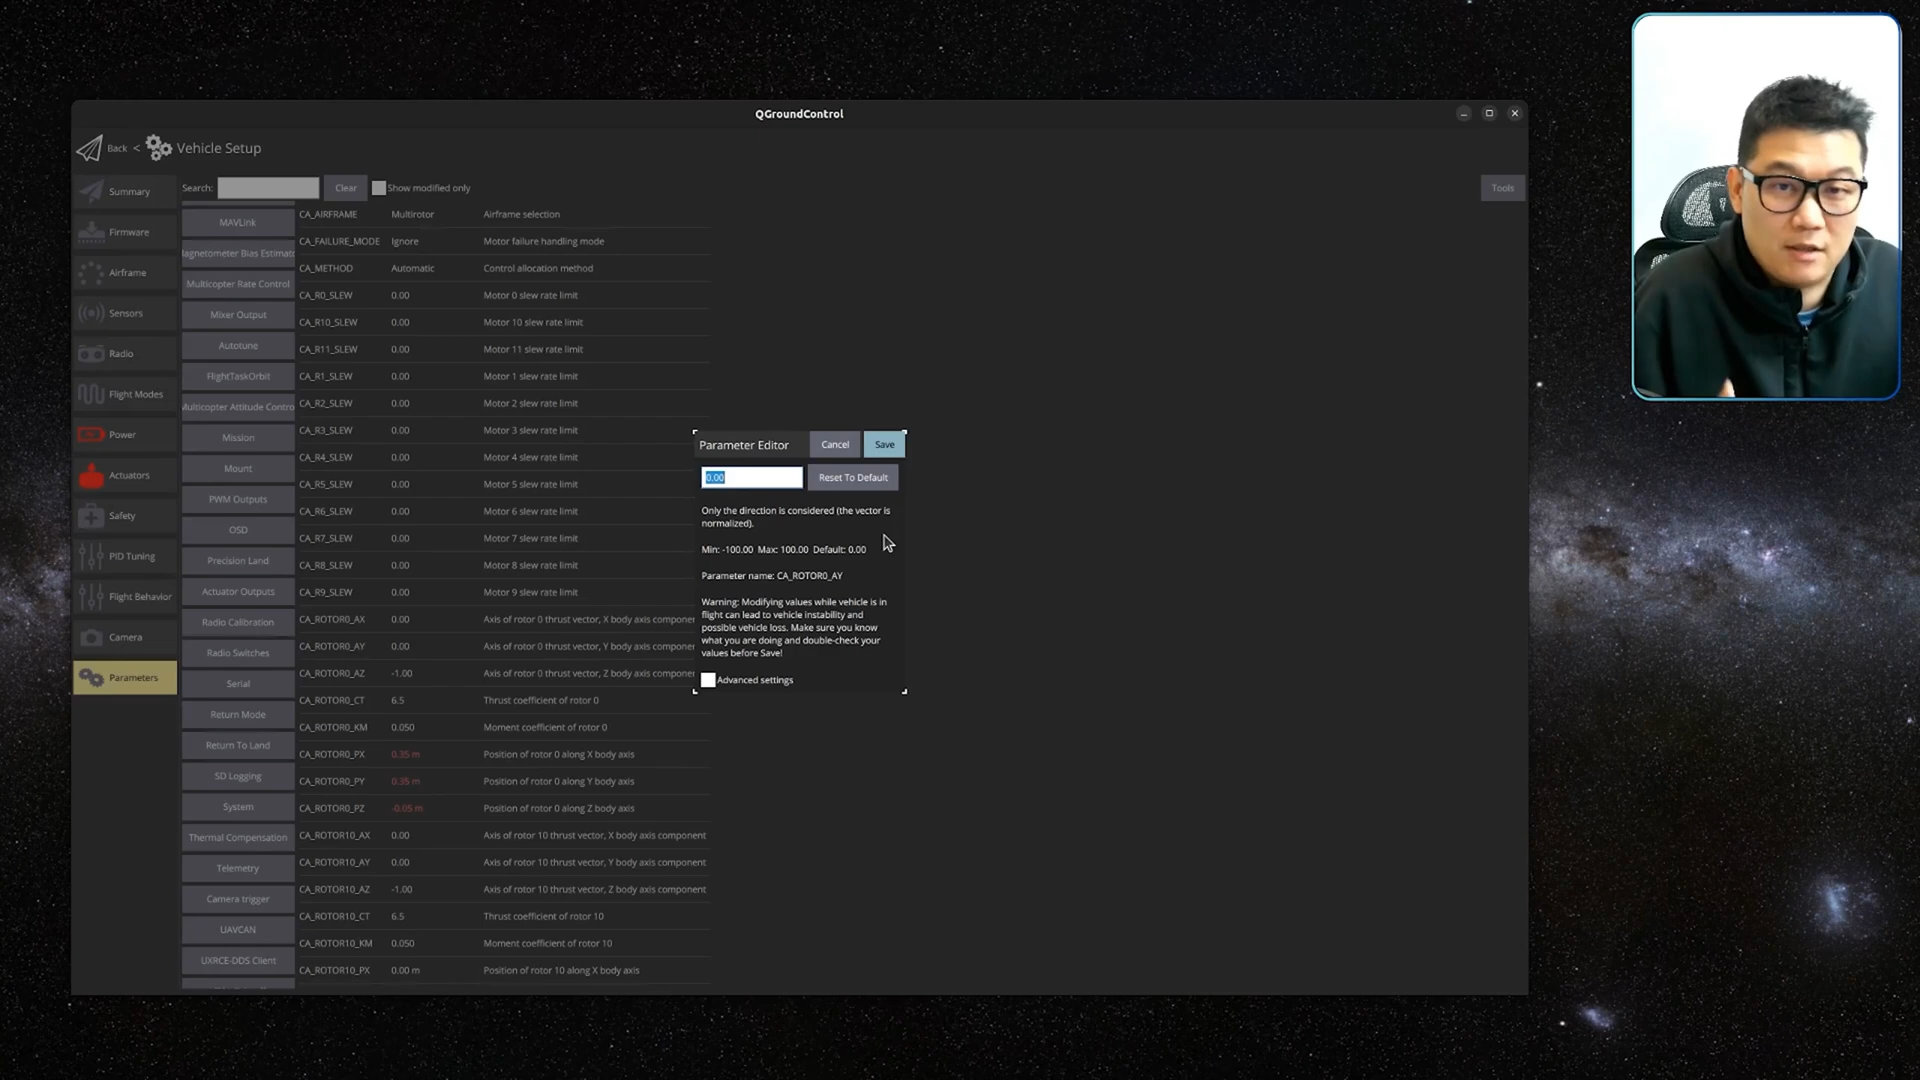 QGroundControl
Back < Vehicle Setup
Summary
Firmware
Airframe
Sensors
Radio
Flight Modes
Power
Actuators
Safety
PID Tuning
Flight Behavior
Camera
Parameters
Search: Clear Show modified only Tools
MAVLink
agnetometer Bias Estimato
Multicopter Rate Control
Mixer Output
Autotune
FlightTaskOrbit
Multicopter Attitude Contro
Mission
Mount
PWM Outputs
OSD
Precision Land
Actuator Outputs
Radio Calibration
Radio Switches
Serial
Return Mode
Return To Land
SD Logging
System
Thermal Compensation
Telemetry
Camera trigger
UAVCAN
UXRCE-DDS Client
CA_AIRFRAME Multirotor Airframe selection
CA_FAILURE_MODE Ignore Motor failure handling mode
CA_METHOD Automatic Control allocation method
CA_R0_SLEW 0.00 Motor 0 slew rate limit
CA_R10_SLEW 0.00 Motor 10 slew rate limit
CA_R11_SLEW 0.00 Motor 11 slew rate limit
CA_R1_SLEW 0.00 Motor 1 slew rate limit
CA_R2_SLEW 0.00 Motor 2 slew rate limit
CA_R3_SLEW 0.00 Motor 3 slew rate limit
CA_R4_SLEW 0.00 Motor 4 slew rate limit
CA_R5_SLEW 0.00 Motor 5 slew rate limit
CA_R6_SLEW 0.00 Motor 6 slew rate limit
CA_R7_SLEW 0.00 Motor 7 slew rate limit
CA_R8_SLEW 0.00 Motor 8 slew rate limit
CA_R9_SLEW 0.00 Motor 9 slew rate limit
CA_ROTOR0_AX 0.00 Axis of rotor 0 thrust vector, X body axis componen
CA_ROTOR0_AY 0.00 Axis of rotor 0 thrust vector, Y body axis componen
CA_ROTOR0_AZ -1.00 Axis of rotor 0 thrust vector, Z body axis componen
CA_ROTOR0_CT 6.5 Thrust coefficient of rotor 0
CA_ROTOR0_KM 0.050 Moment coefficient of rotor 0
CA_ROTOR0_PX 0.35 m Position of rotor 0 along X body axis
CA_ROTOR0_PY 0.35 m Position of rotor 0 along Y body axis
CA_ROTOR0_PZ -0.05 m Position of rotor 0 along Z body axis
CA_ROTOR10_AX 0.00 Axis of rotor 10 thrust vector, X body axis component
CA_ROTOR10_AY 0.00 Axis of rotor 10 thrust vector, Y body axis component
CA_ROTOR10_AZ -1.00 Axis of rotor 10 thrust vector, Z body axis component
CA_ROTOR10_CT 6.5 Thrust coefficient of rotor 10
CA_ROTOR10_KM 0.050 Moment coefficient of rotor 10
CA_ROTOR10_PX 0.00 m Position of rotor 10 along X body axis
Parameter Editor Cancel Save
0.00 Reset To Default
Only the direction is considered (the vector is
normalized).
Min: -100.00 Max: 100.00 Default: 0.00
Parameter name: CA_ROTOR0_AY
Warning: Modifying values while vehicle is in
flight can lead to vehicle instability and
possible vehicle loss. Make sure you know
what you are doing and double-check your
values before Save!
Advanced settings